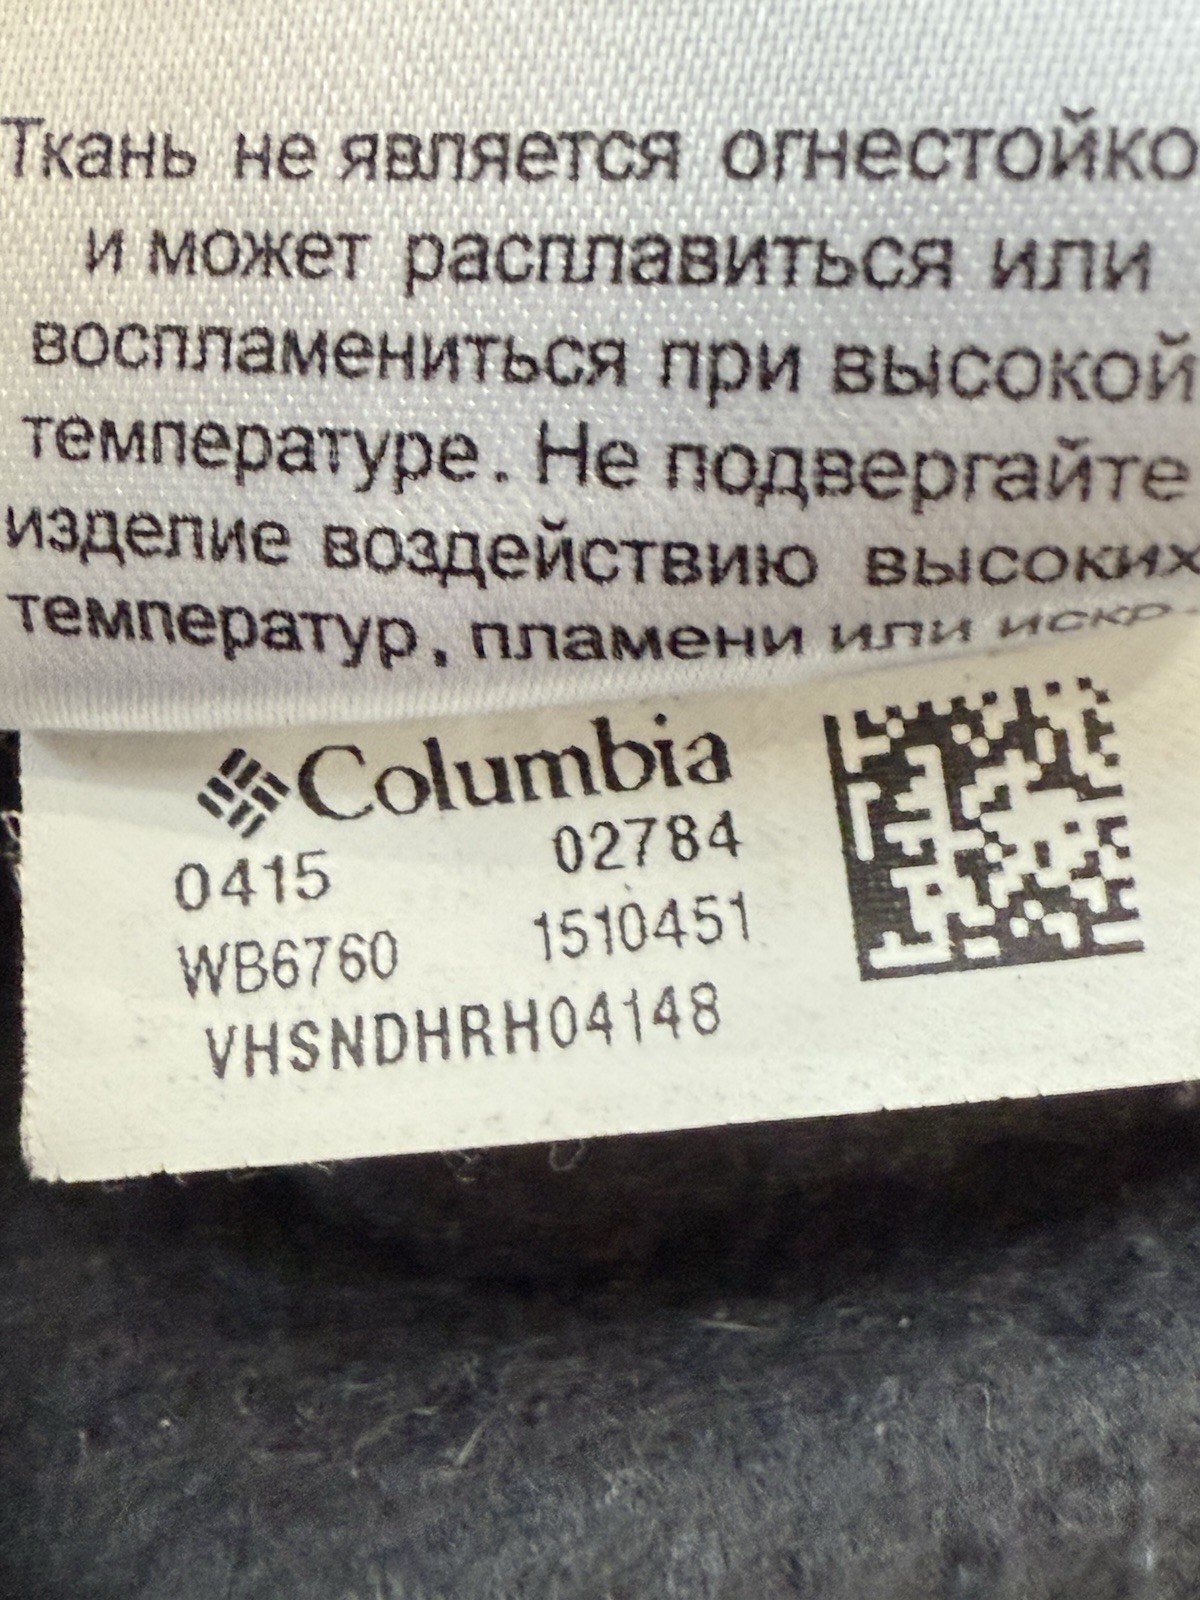 Ткань не является огнестойко
и может расплавиться или
воспламениться при высокой
температуре. Не подвергайте
изделие воздействию высоких
температур, пламени или искр
Columbia
0415 02784
WB6760 1510451
VHSNDHRH04148